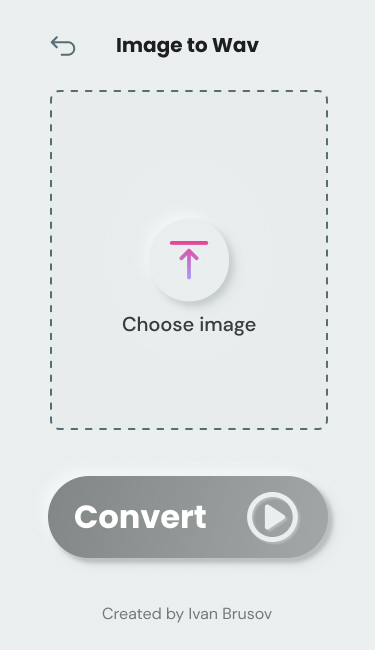 Image to Wav
Choose image
Convert
Created by Ivan Brusov